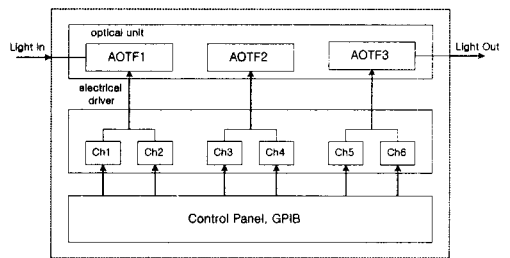 optical unit
Light In
AOTF1
AOTF2
AOTF3
Light Out
electrical
driver
Ch1
Ch2
Ch3
Ch4
Ch5
Ch6
Control Panel, GPIB